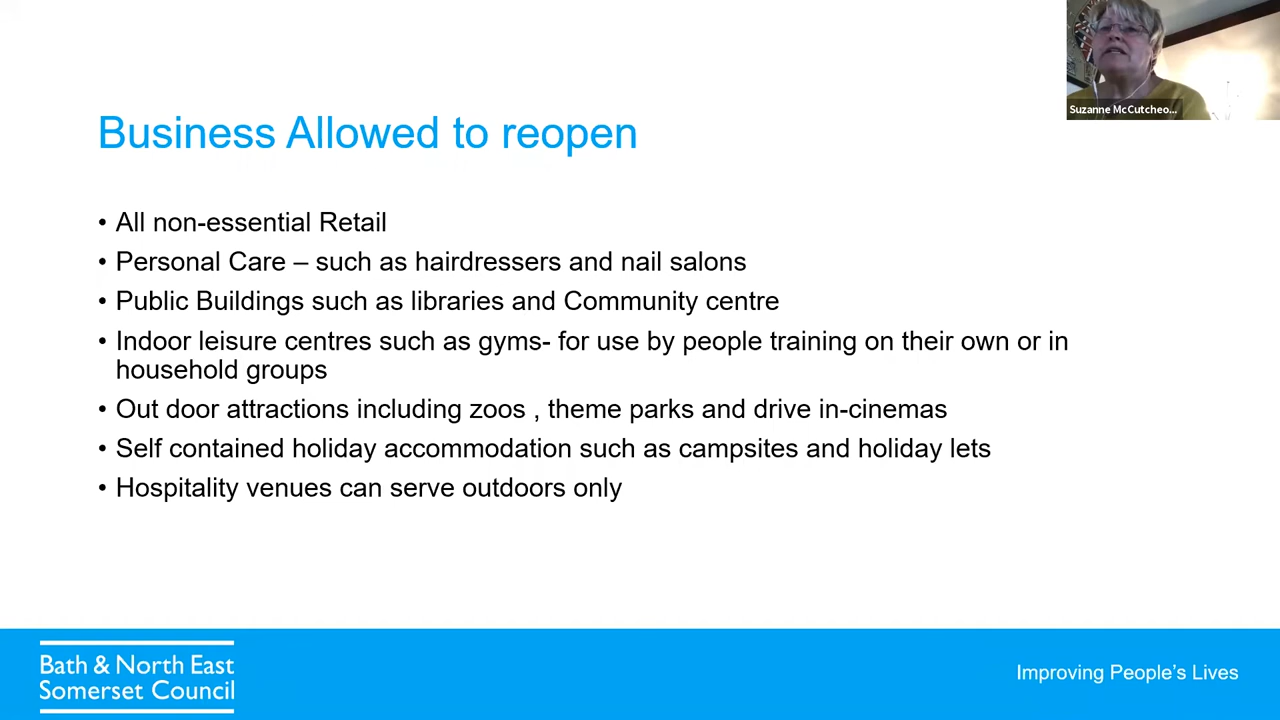 Suzanne McCutcheo...
Business Allowed to reopen
• All non-essential Retail
• Personal Care – such as hairdressers and nail salons
• Public Buildings such as libraries and Community centre
• Indoor leisure centres such as gyms- for use by people training on their own or in
household groups
• Out door attractions including zoos , theme parks and drive in-cinemas
• Self contained holiday accommodation such as campsites and holiday lets
• Hospitality venues can serve outdoors only
Bath & North East
Somerset Council
Improving People's Lives